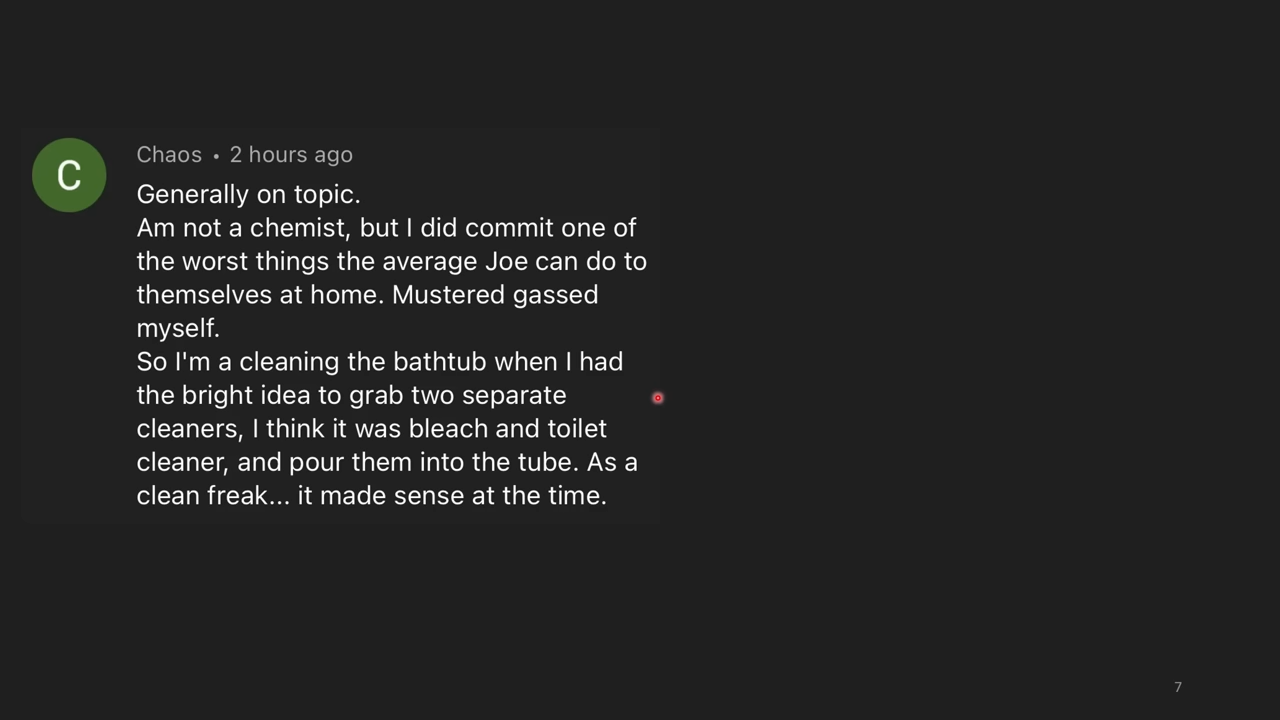 C
Chaos • 2 hours ago
Generally on topic.
Am not a chemist, but I did commit one of
the worst things the average Joe can do to
themselves at home. Mustered gassed
myself.
So I'm a cleaning the bathtub when I had
the bright idea to grab two separate
cleaners, I think it was bleach and toilet
cleaner, and pour them into the tube. As a
clean freak... it made sense at the time.
7